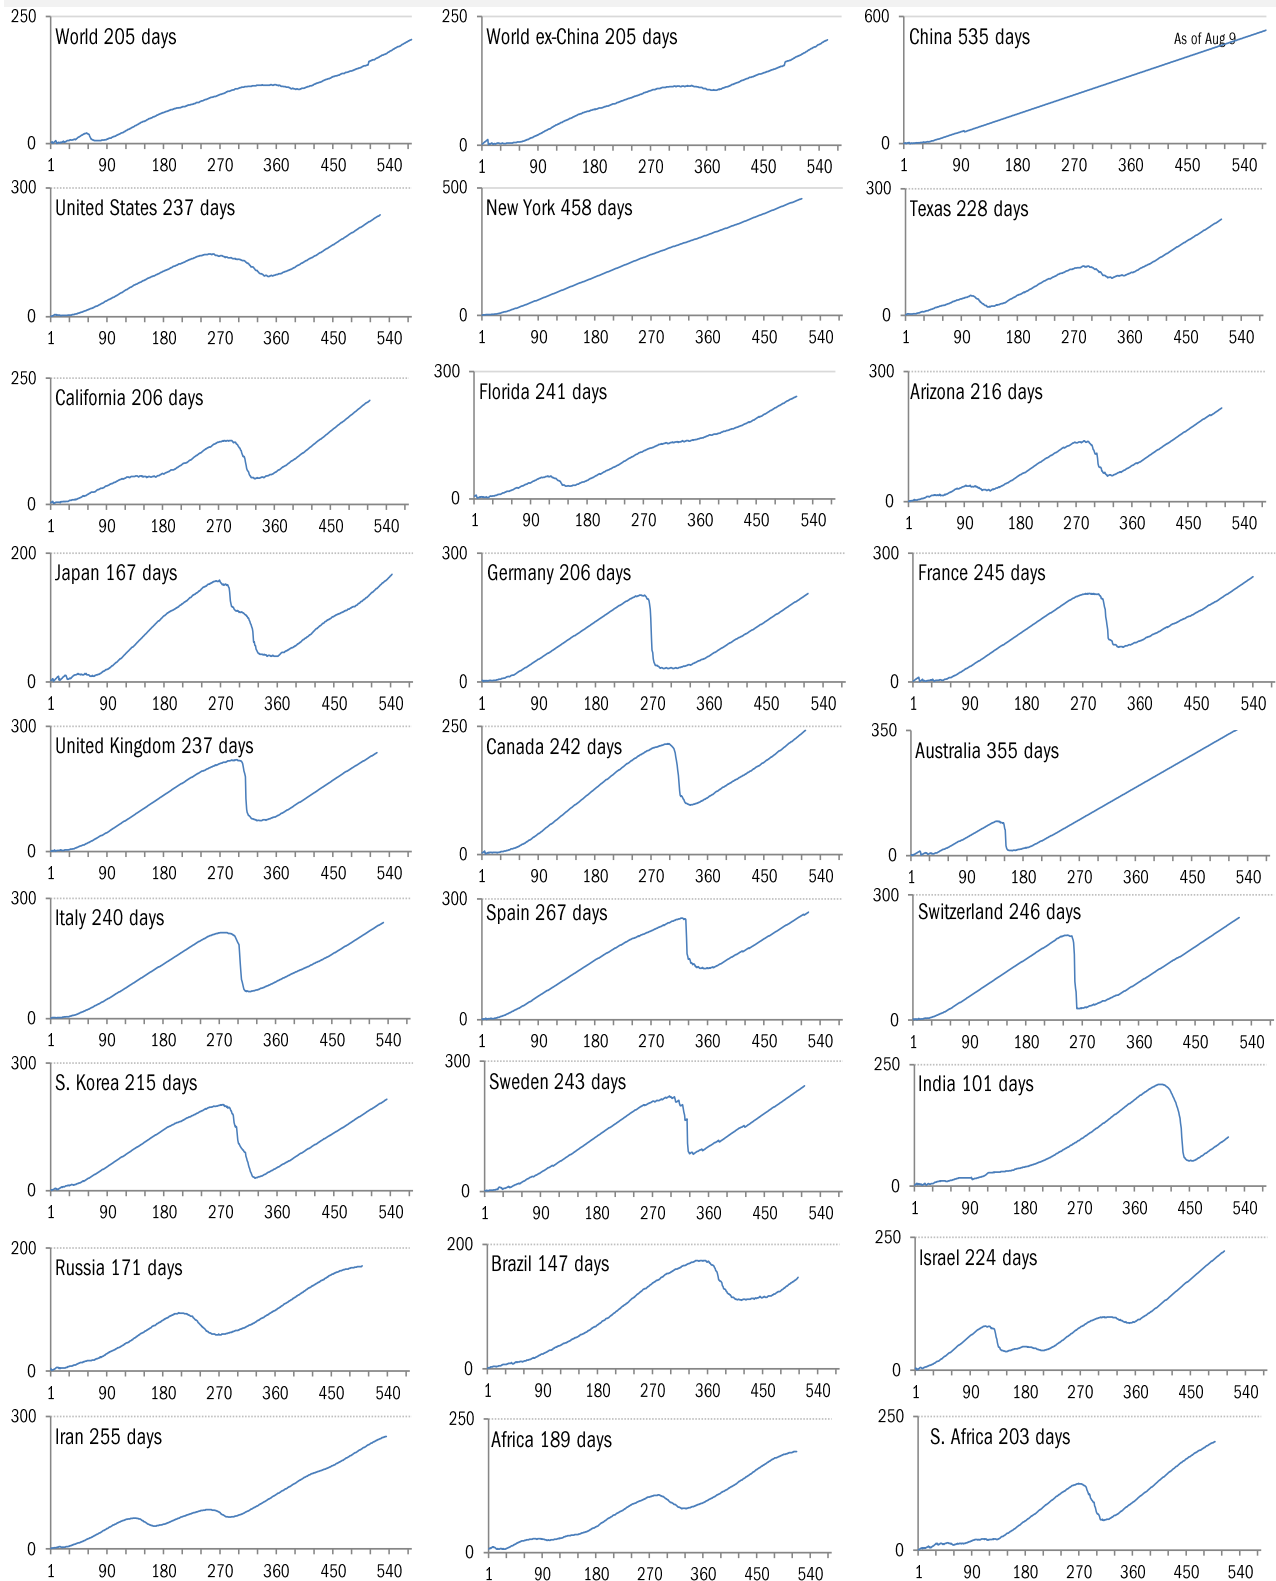 250
World 205 days
0
1 90 180 270 360 450 540
250
World ex-China 205 days
0
1 90 180 270 360 450 540
600
China 535 days
As of Aug 9
0
1 90 180 270 360 450 540
300
United States 237 days
0
1 90 180 270 360 450 540
500
New York 458 days
0
1 90 180 270 360 450 540
300
Texas 228 days
0
1 90 180 270 360 450 540
250
California 206 days
0
1 90 180 270 360 450 540
300
Florida 241 days
0
1 90 180 270 360 450 540
300
Arizona 216 days
0
1 90 180 270 360 450 540
200
Japan 167 days
0
1 90 180 270 360 450 540
300
Germany 206 days
0
1 90 180 270 360 450 540
300
France 245 days
0
1 90 180 270 360 450 540
300
United Kingdom 237 days
0
1 90 180 270 360 450 540
250
Canada 242 days
0
1 90 180 270 360 450 540
350
Australia 355 days
0
1 90 180 270 360 450 540
300
Italy 240 days
0
1 90 180 270 360 450 540
300
Spain 267 days
0
1 90 180 270 360 450 540
300
Switzerland 246 days
0
1 90 180 270 360 450 540
300
S. Korea 215 days
0
1 90 180 270 360 450 540
300
Sweden 243 days
0
1 90 180 270 360 450 540
250
India 101 days
0
1 90 180 270 360 450 540
200
Russia 171 days
0
1 90 180 270 360 450 540
200
Brazil 147 days
0
1 90 180 270 360 450 540
250
Israel 224 days
0
1 90 180 270 360 450 540
300
Iran 255 days
0
1 90 180 270 360 450 540
250
Africa 189 days
0
1 90 180 270 360 450 540
250
S. Africa 203 days
0
1 90 180 270 360 450 540